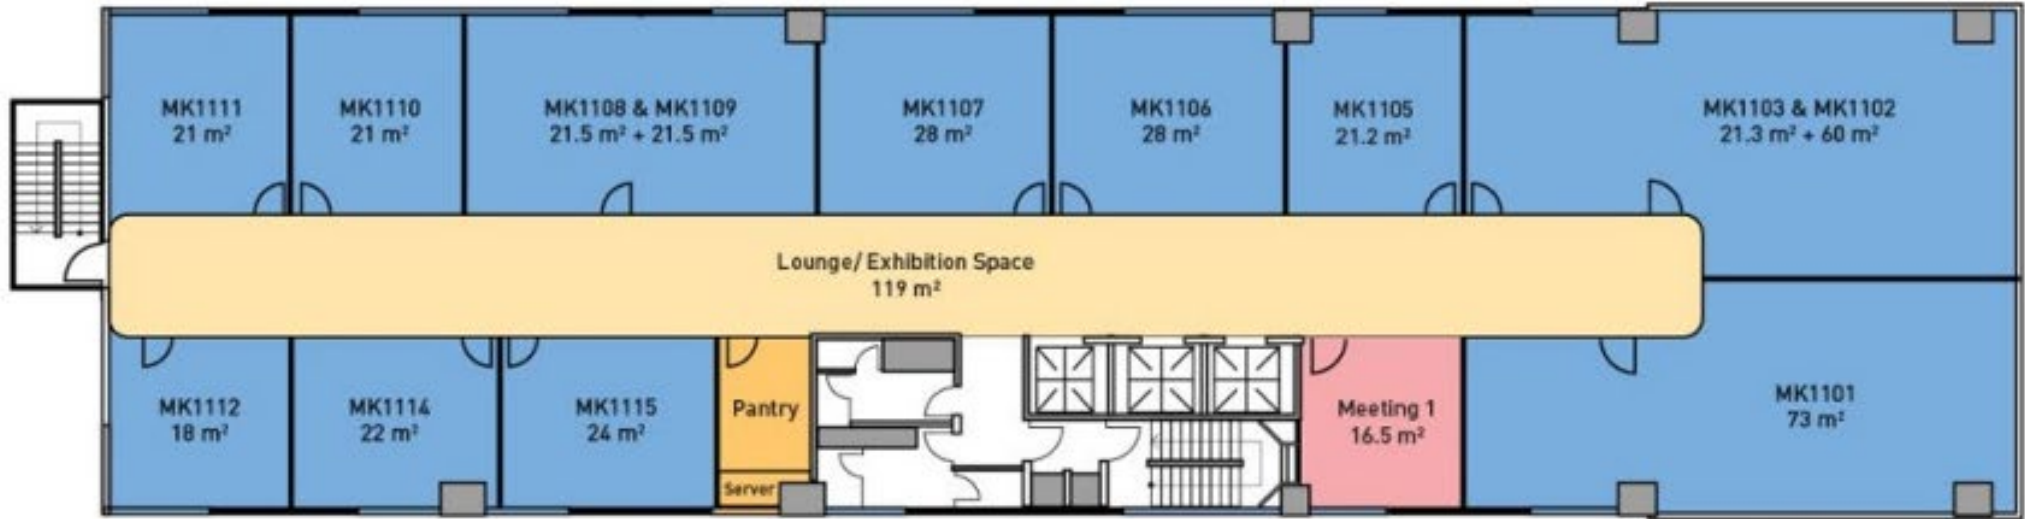 MK1111
21 m²
MK1110
21 m²
MK1108 & MK1109
21.5 m² + 21.5 m²
MK1107
28 m²
MK1106
28 m²
MK1105
21.2 m²
MK1103 & MK1102
21.3 m² + 60 m²
Lounge/Exhibition Space
119 m²
MK1112
18 m²
MK1114
22 m²
MK1115
24 m²
Pantry
Server
Meeting 1
16.5 m²
MK1101
73 m²